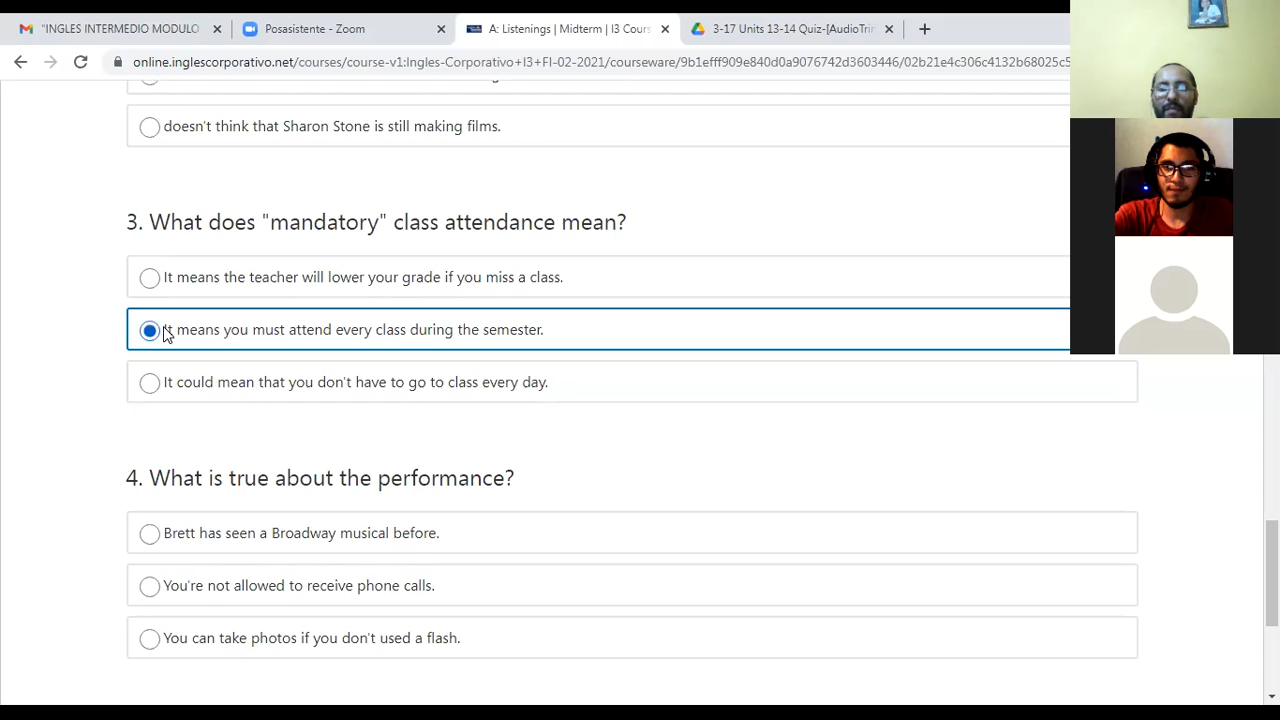 "INGLES INTERMEDIO MODULO
Posasistente - Zoom
A: Listenings | Midterm | I3 Cours
3-17 Units 13-14 Quiz-[AudioTrir
online.inglescorporativo.net/courses/course-v1:Ingles-Corporativo+I3+FI-02-2021/courseware/9b1efff909e840d0a9076742d3603446/02b21e4c306c4132b68025c5
doesn't think that Sharon Stone is still making films.
3. What does "mandatory" class attendance mean?
It means the teacher will lower your grade if you miss a class.
It means you must attend every class during the semester.
It could mean that you don't have to go to class every day.
4. What is true about the performance?
Brett has seen a Broadway musical before.
You're not allowed to receive phone calls.
You can take photos if you don't used a flash.